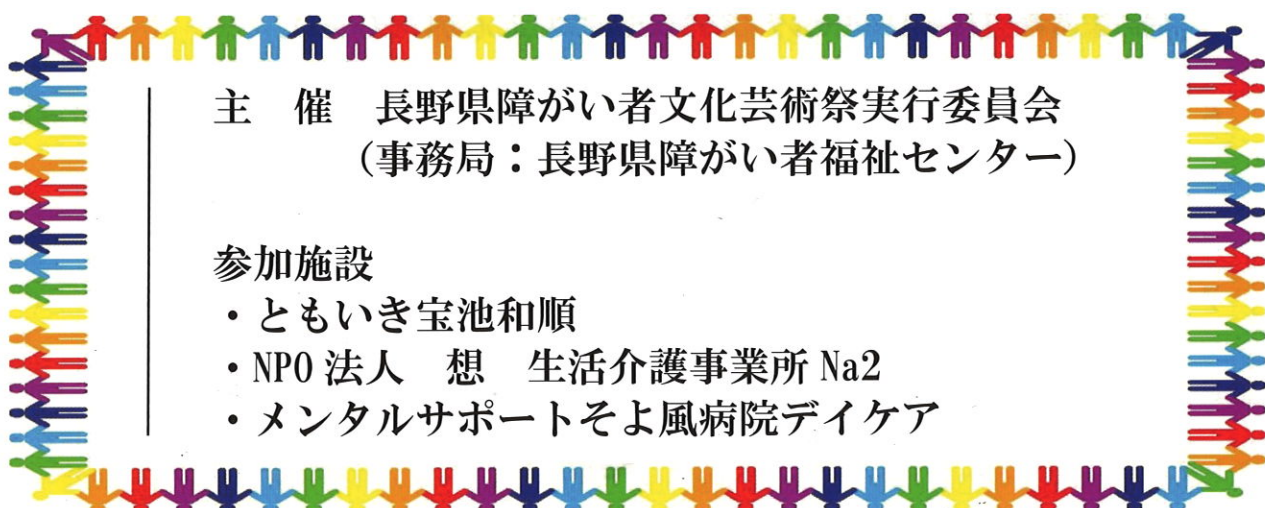 主　催　長野県障がい者文化芸術祭実行委員会
（事務局：長野県障がい者福祉センター）
参加施設
・ともいき宝池和順
・NPO法人　想　生活介護事業所 Na2
・メンタルサポートそよ風病院デイケア